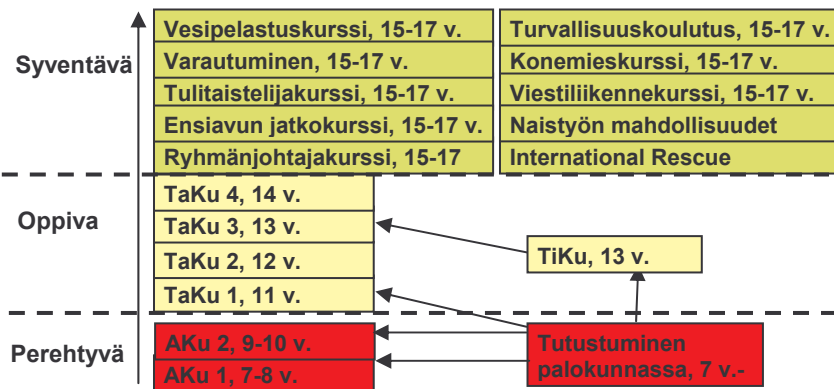 Syventävä
Vesipelastuskurssi, 15-17 v.
Varautuminen, 15-17 v.
Tulitaistelijakurssi, 15-17 v.
Ensiavun jatkokurssi, 15-17 v.
Ryhmänjohtajakurssi, 15-17
Turvallisuuskoulutus, 15-17 v.
Konemieskurssi, 15-17 v.
Viestiliikennekurssi, 15-17 v.
Naistyön mahdollisuudet
International Rescue
Oppiva
TaKu 4, 14 v.
TaKu 3, 13 v.
TaKu 2, 12 v.
TaKu 1, 11 v.
TiKu, 13 v.
Perehtyvä
AKu 2, 9-10 v.
AKu 1, 7-8 v.
Tutustuminen
palokunnassa, 7 v.-